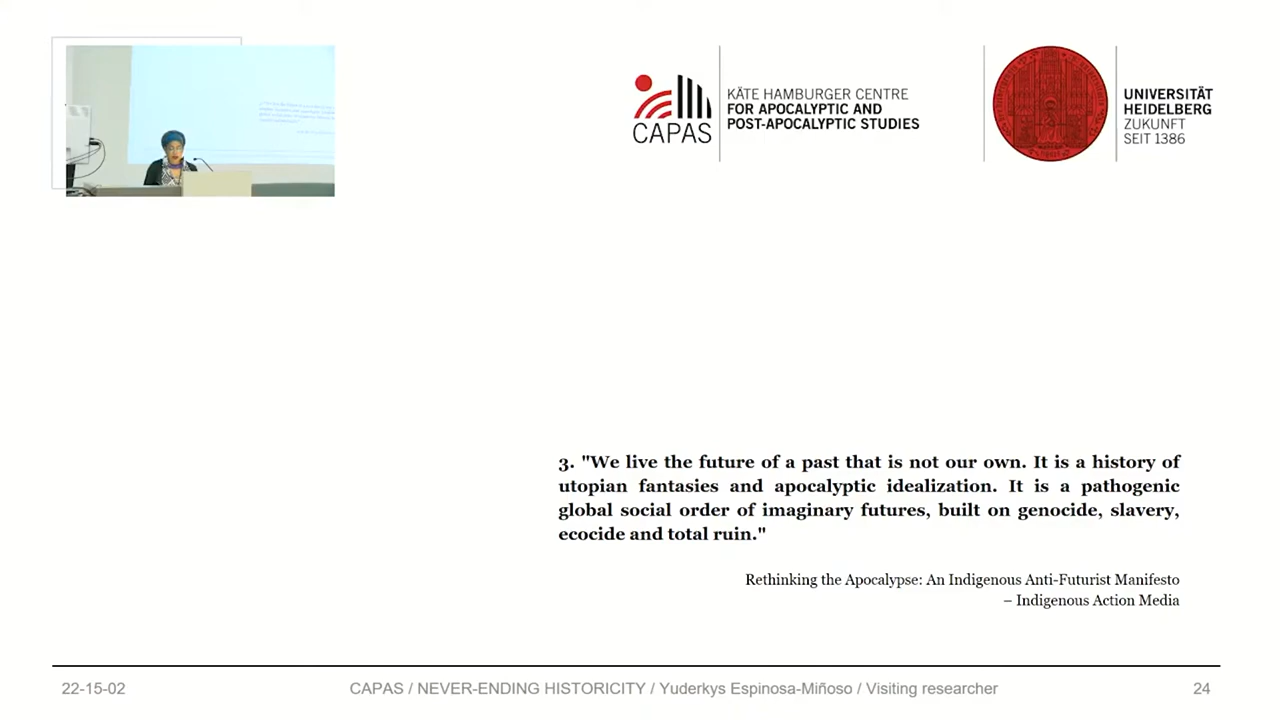 CAPAS
KÄTE HAMBURGER CENTRE
FOR APOCALYPTIC AND
POST-APOCALYPTIC STUDIES
UNIVERSITÄT
HEIDELBERG
ZUKUNFT
SEIT 1386
3. "We live the future of a past that is not our own. It is a history of
utopian fantasies and apocalyptic idealization. It is a pathogenic
global social order of imaginary futures, built on genocide, slavery,
ecocide and total ruin."
Rethinking the Apocalypse: An Indigenous Anti-Futurist Manifesto
– Indigenous Action Media
22-15-02
CAPAS / NEVER-ENDING HISTORICITY / Yuderkys Espinosa-Miñoso / Visiting researcher
24